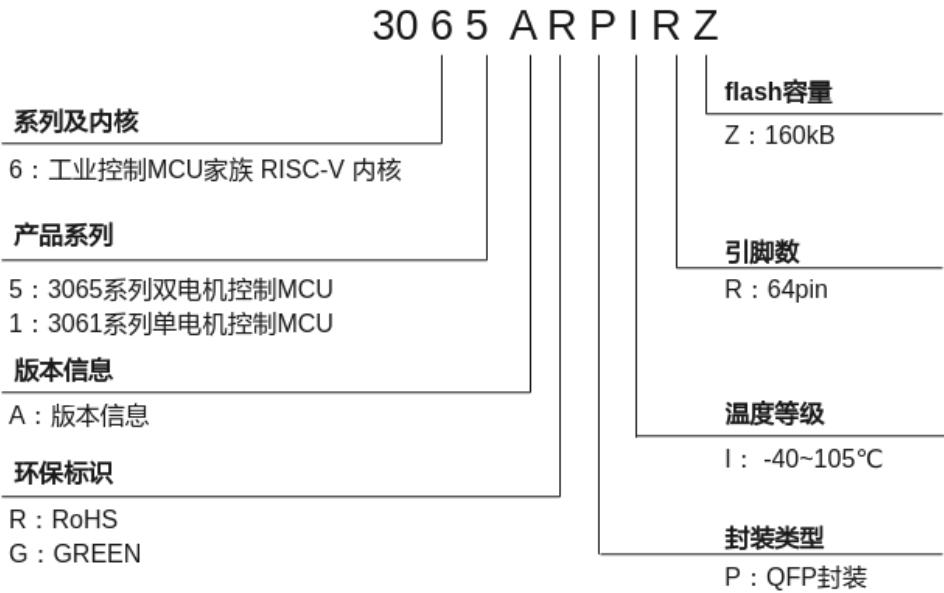 3065ARPIRZ
系列及内核
6：工业控制MCU家族 RISC-V 内核
产品系列
5：3065系列双电机控制MCU
1：3061系列单电机控制MCU
版本信息
A：版本信息
环保标识
R：RoHS
G：GREEN
flash容量
Z：160kB
引脚数
R：64pin
温度等级
I： -40~105℃
封装类型
P：QFP封装